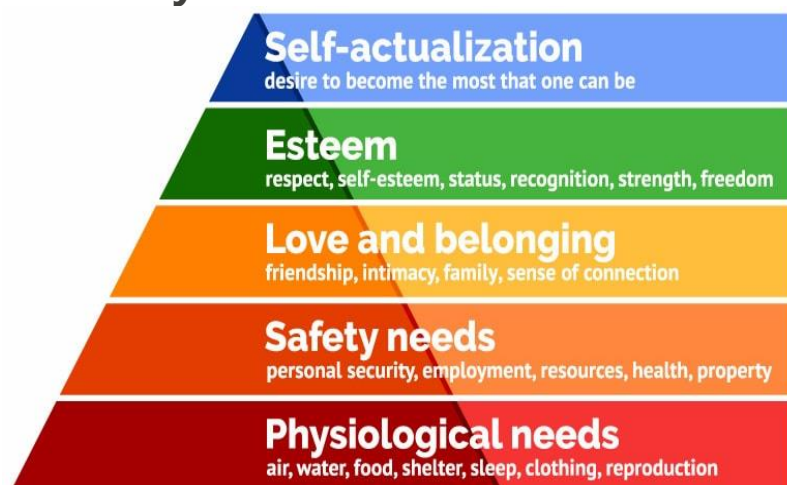 Self-actualization
desire to become the most that one can be
Esteem
respect, self-esteem, status, recognition, strength, freedom
Love and belonging
friendship, intimacy, family, sense of connection
Safety needs
personal security, employment, resources, health, property
Physiological needs
air, water, food, shelter, sleep, clothing, reproduction